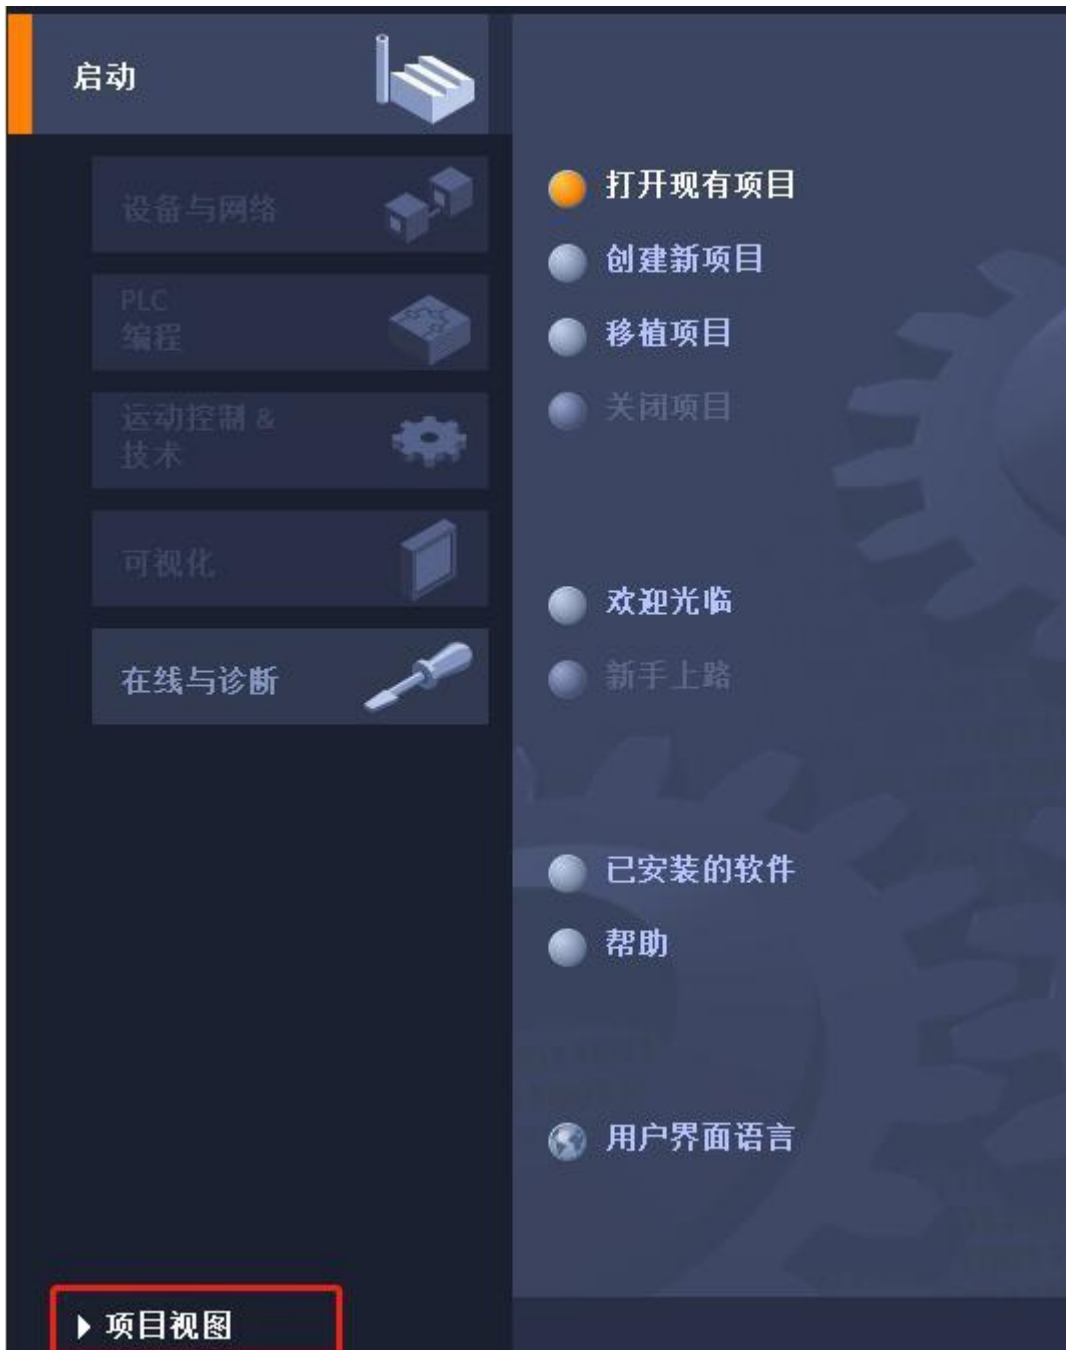 启动
设备与网络
PLC
编程
运动控制 &
技术
可视化
在线与诊断
打开现有项目
创建新项目
移植项目
关闭项目
欢迎光临
新手上路
已安装的软件
帮助
用户界面语言
项目视图